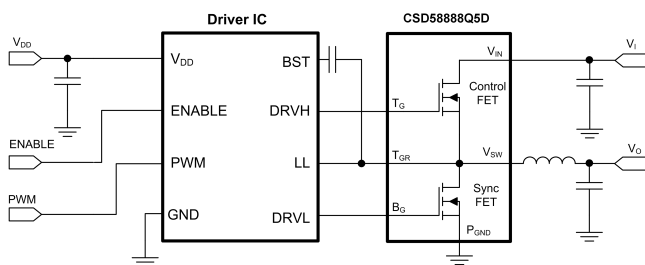 Driver IC
CSD58888Q5D
VDD
VDD
BST
VIN
VI
Control
FET
ENABLE
DRVH
TG
ENABLE
PWM
LL
TGR
VSW
VO
PWM
Sync
FET
GND
DRVL
BG
PGND